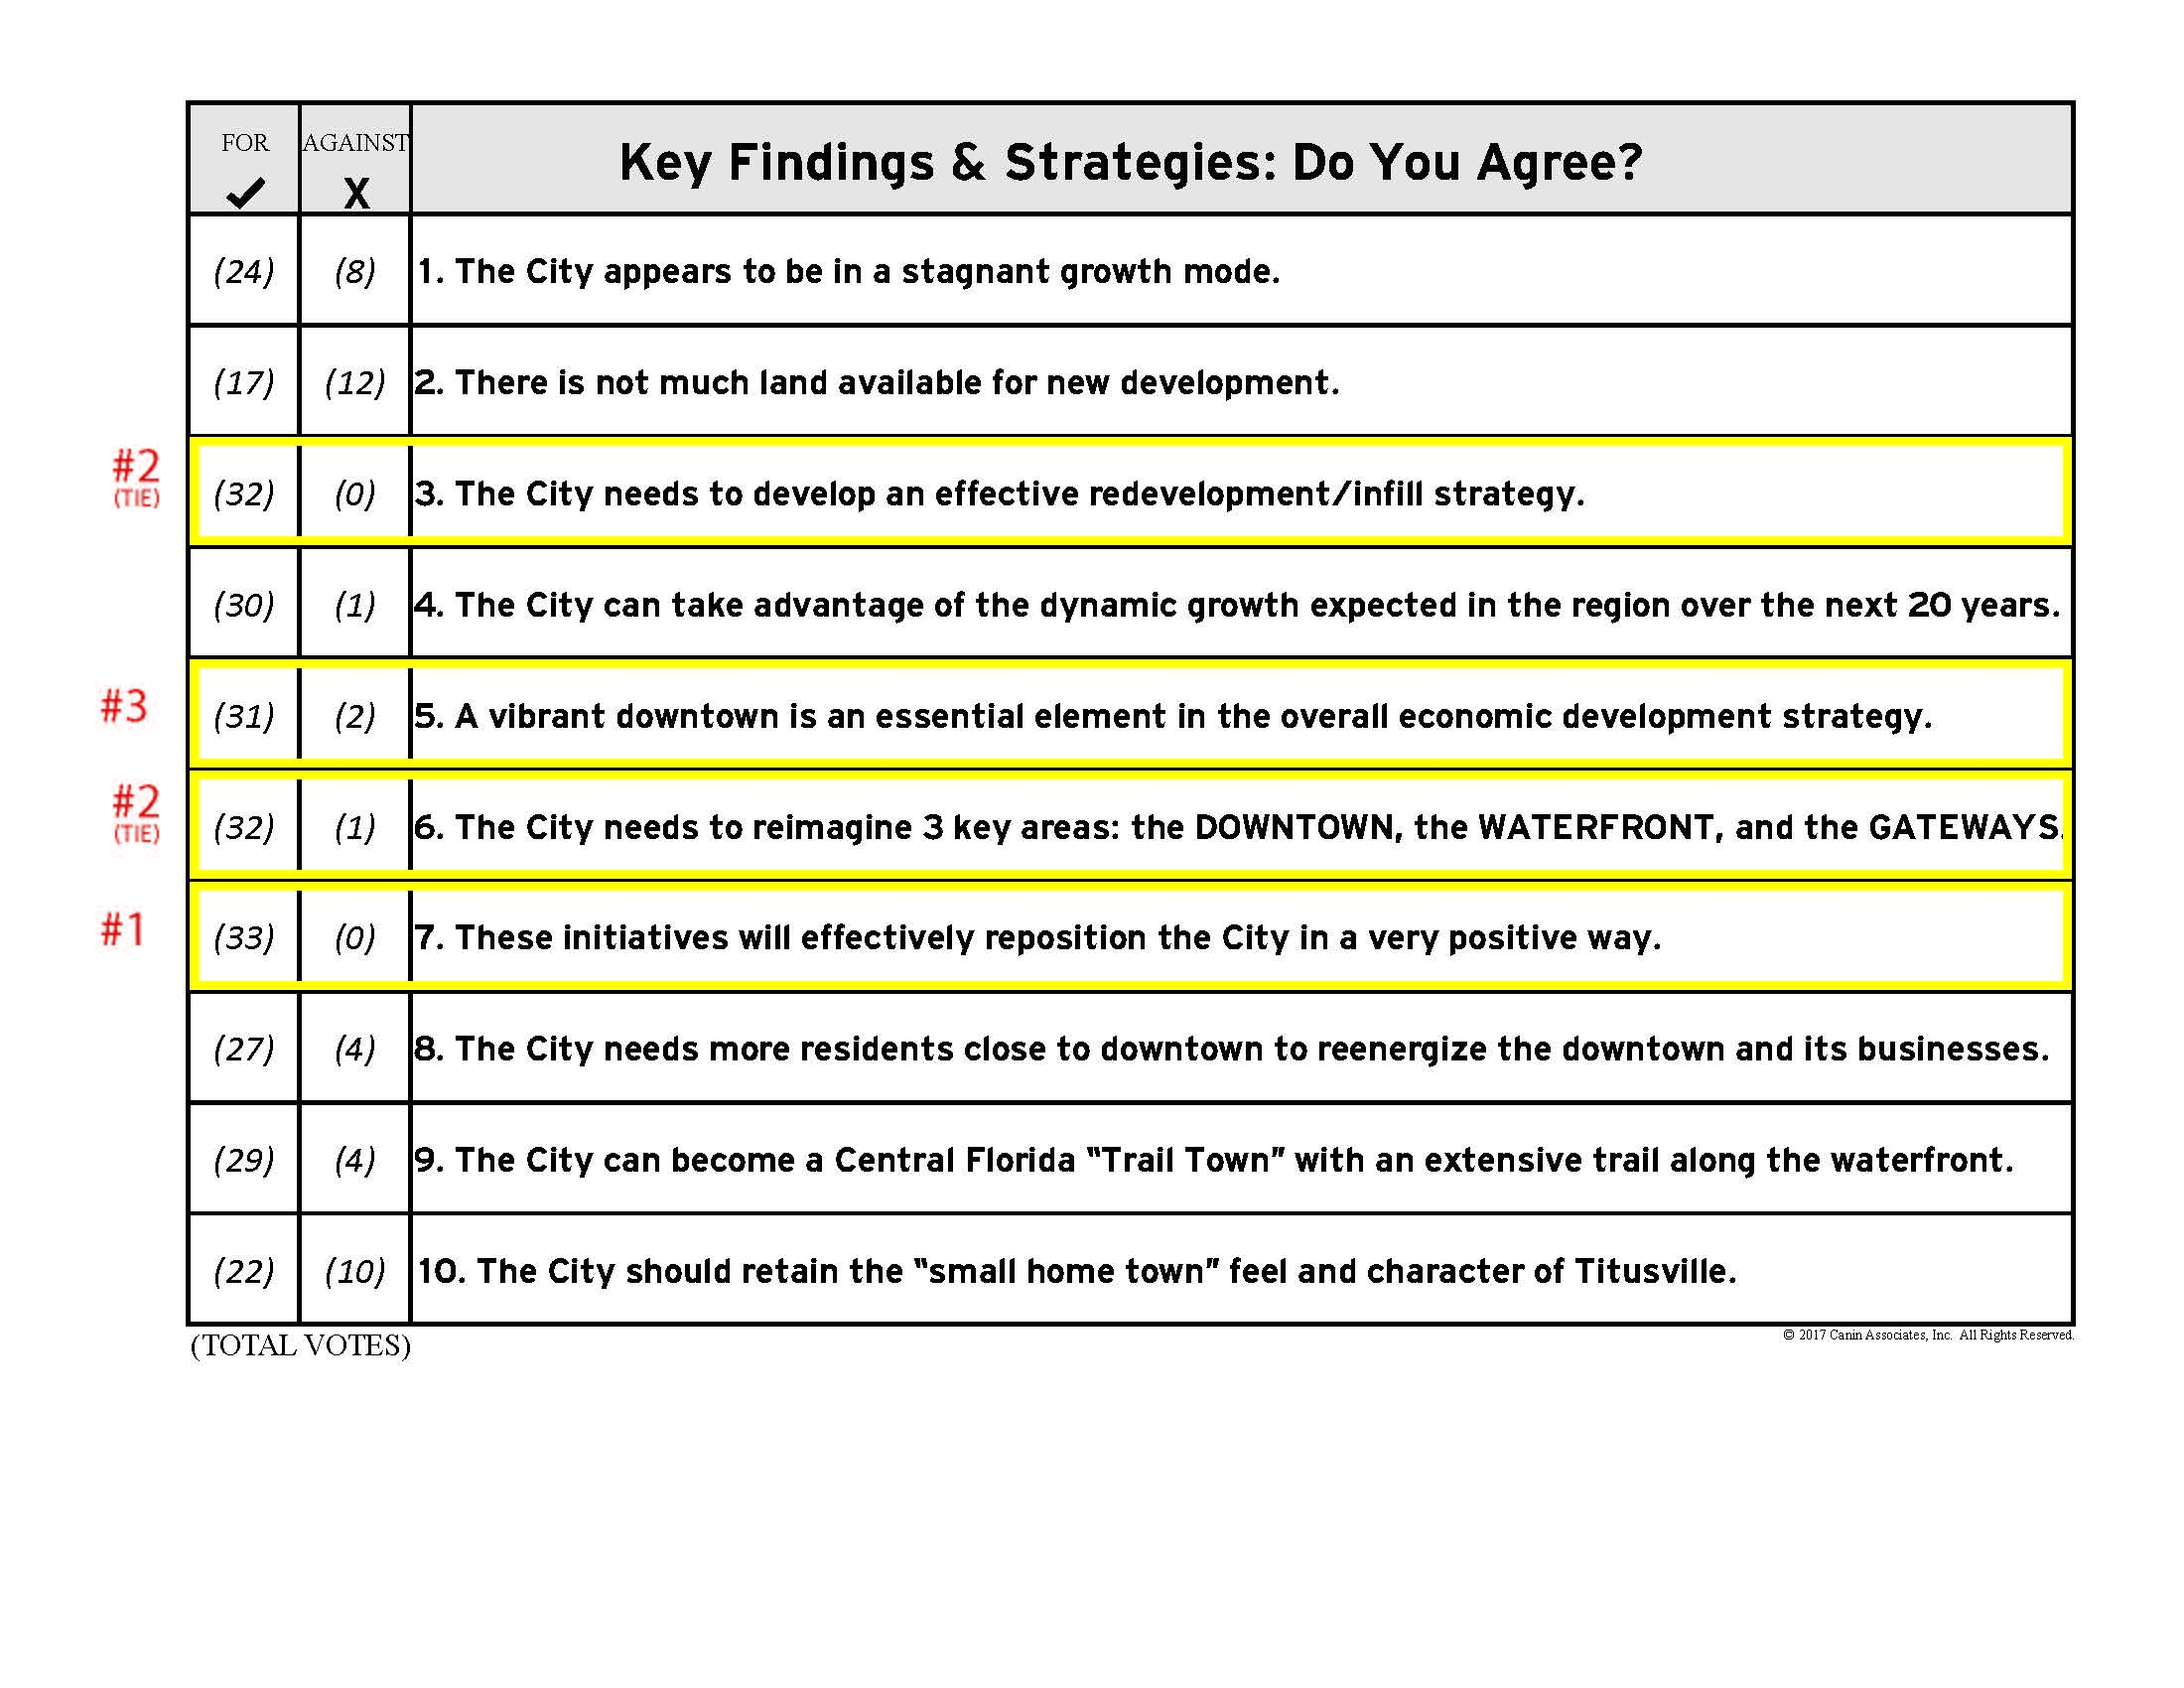 FOR AGAINST Key Findings & Strategies: Do You Agree?
✓ X
(24) (8) 1. The City appears to be in a stagnant growth mode.
(17) (12) 2. There is not much land available for new development.
#2
(TIE) (32) (0) 3. The City needs to develop an effective redevelopment/infill strategy.
(30) (1) 4. The City can take advantage of the dynamic growth expected in the region over the next 20 years.
#3 (31) (2) 5. A vibrant downtown is an essential element in the overall economic development strategy.
#2
(TIE) (32) (1) 6. The City needs to reimagine 3 key areas: the DOWNTOWN, the WATERFRONT, and the GATEWAYS.
#1 (33) (0) 7. These initiatives will effectively reposition the City in a very positive way.
(27) (4) 8. The City needs more residents close to downtown to reenergize the downtown and its businesses.
(29) (4) 9. The City can become a Central Florida “Trail Town” with an extensive trail along the waterfront.
(22) (10) 10. The City should retain the “small home town” feel and character of Titusville.
(TOTAL VOTES) © 2017 Canin Associates, Inc. All Rights Reserved.